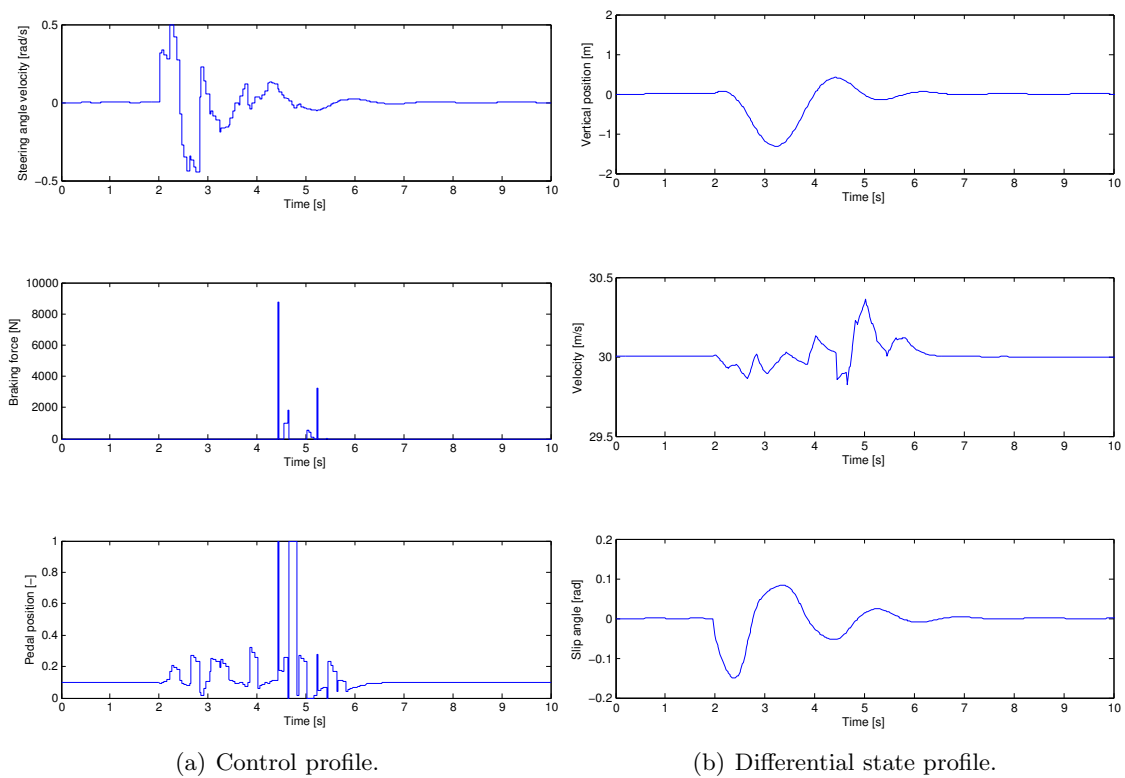 0.5
0
−0.5
Steering angle velocity [rad/s]
0 1 2 3 4 5 6 7 8 9 10
Time [s]
10000
8000
6000
4000
2000
0
Braking force [N]
0 1 2 3 4 5 6 7 8 9 10
Time [s]
1
0.8
0.6
0.4
0.2
0
Pedal position [−]
0 1 2 3 4 5 6 7 8 9 10
Time [s]
(a) Control profile.
2
1
0
−1
−2
Vertical position [m]
0 1 2 3 4 5 6 7 8 9 10
Time [s]
30.5
30
29.5
Velocity [m/s]
0 1 2 3 4 5 6 7 8 9 10
Time [s]
0.2
0.1
0
−0.1
−0.2
Slip angle [rad]
0 1 2 3 4 5 6 7 8 9 10
Time [s]
(b) Differential state profile.